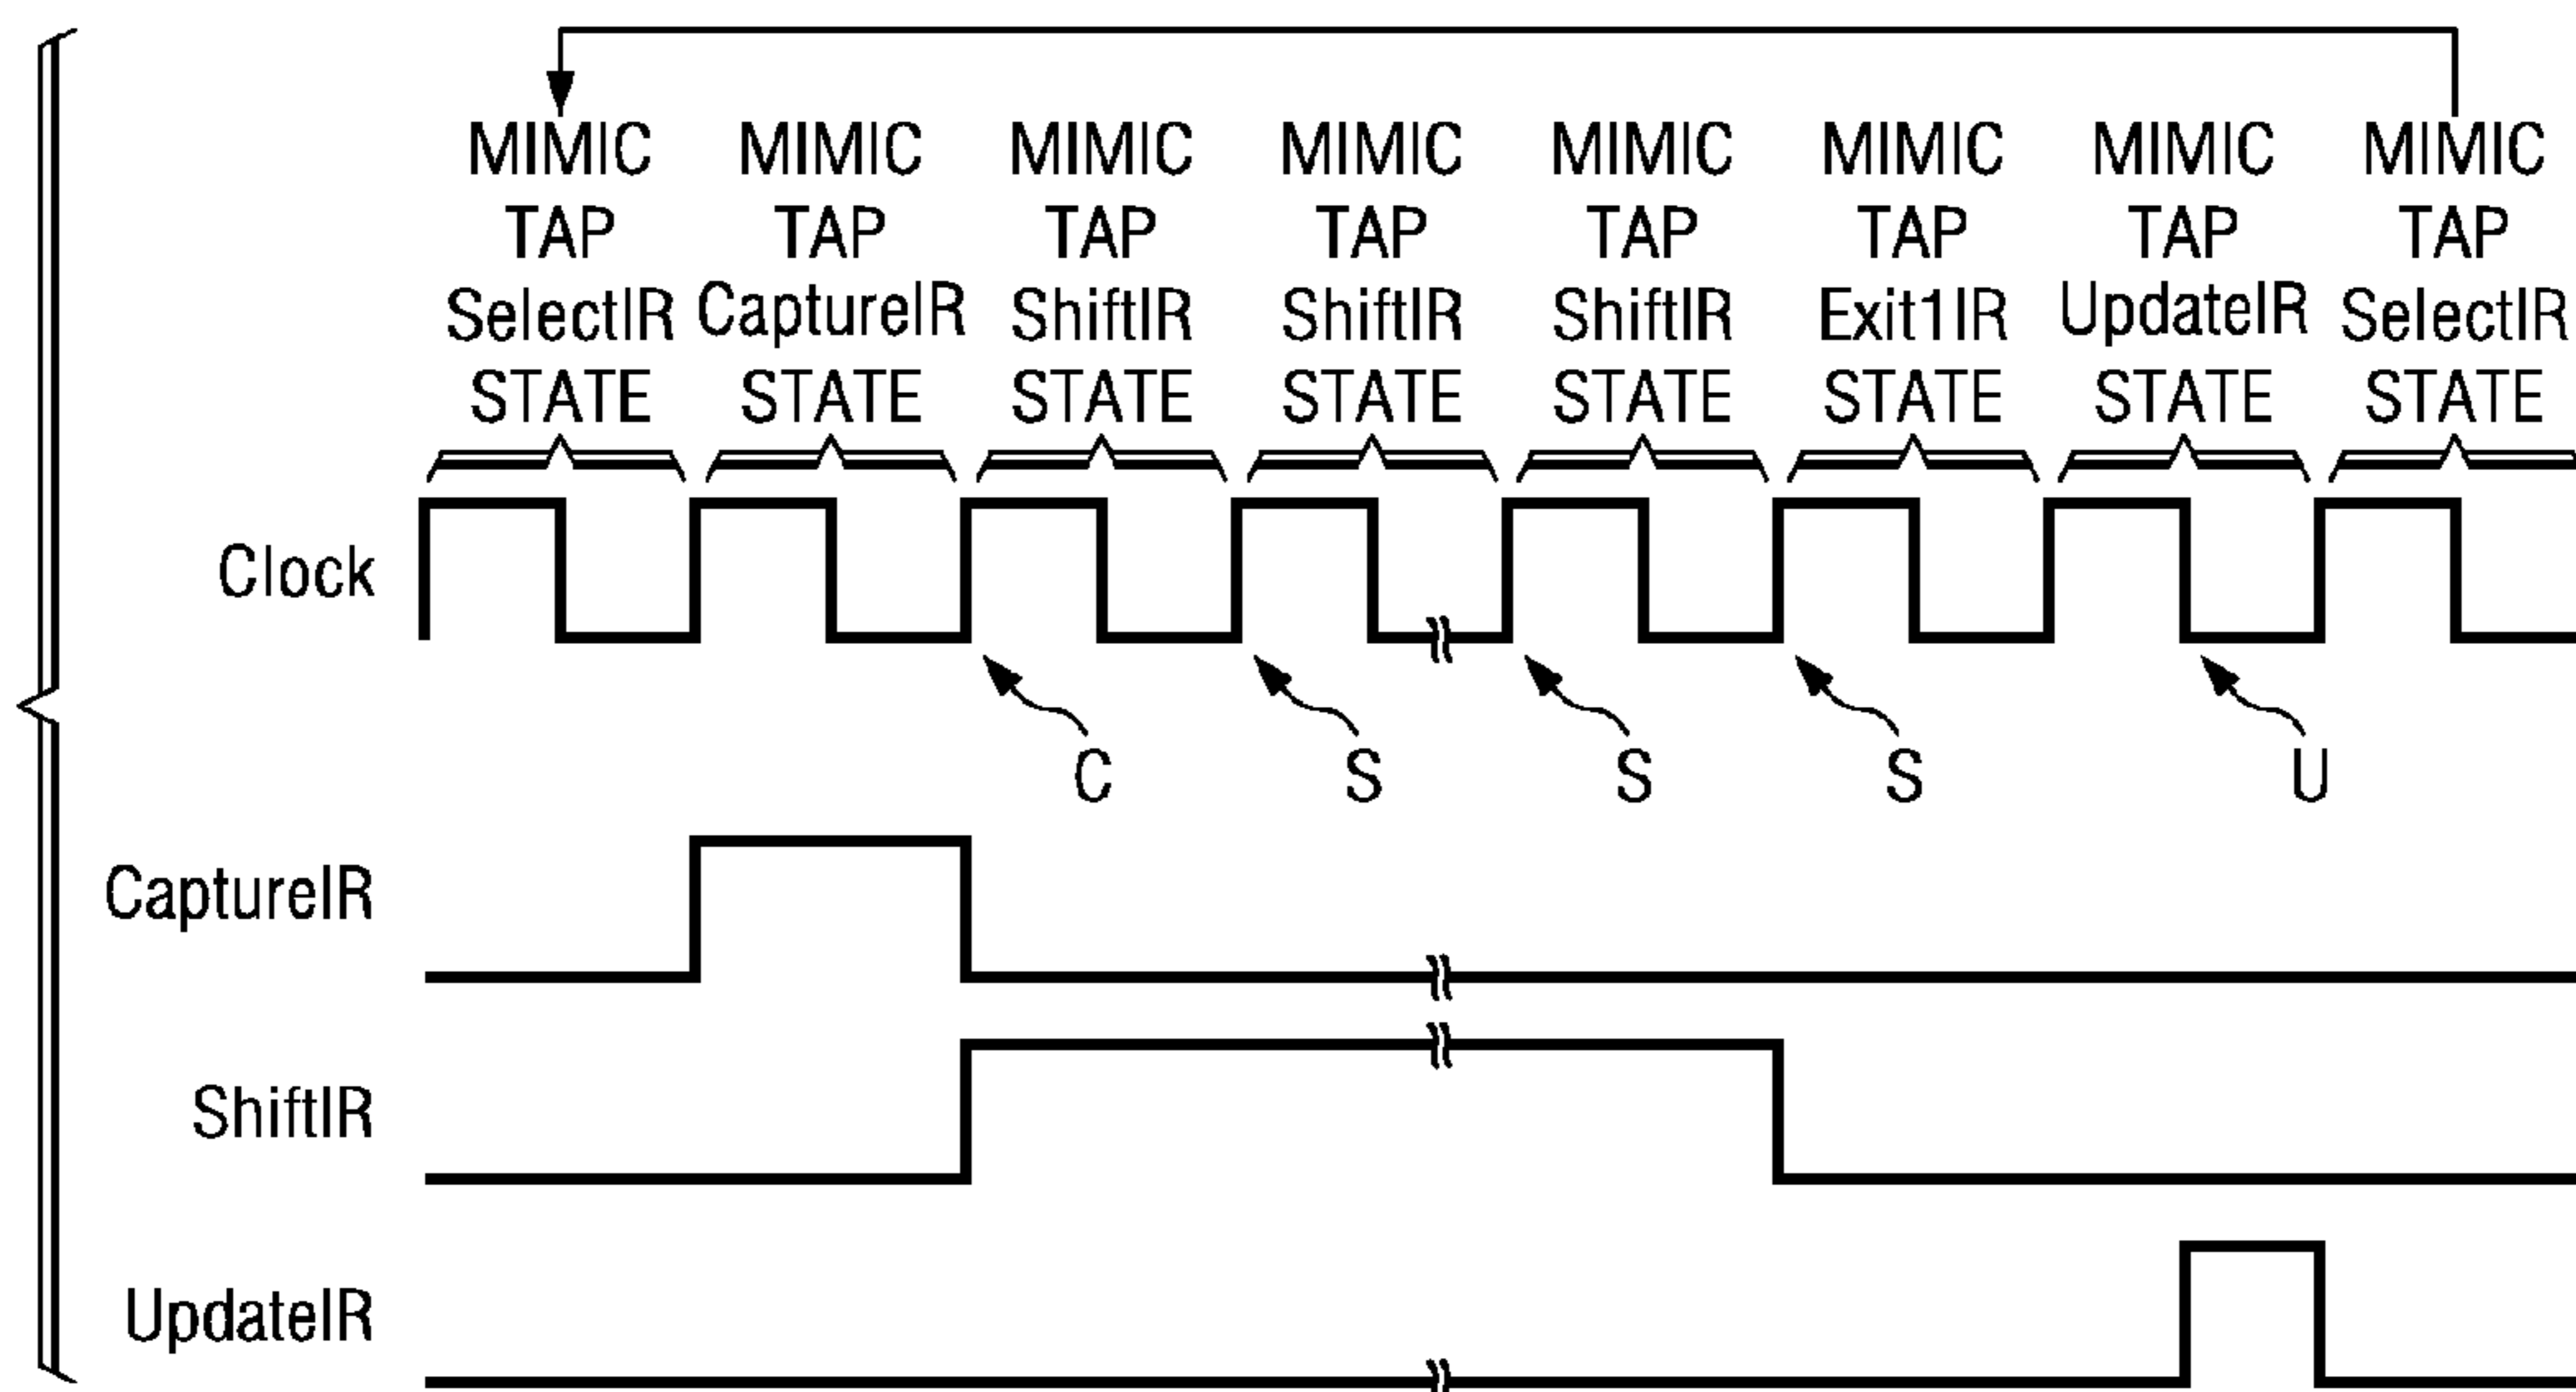 MIMIC MIMIC MIMIC MIMIC MIMIC MIMIC MIMIC MIMIC
TAP TAP TAP TAP TAP TAP TAP TAP
SelectIR CaptureIR ShiftIR ShiftIR ShiftIR Exit1IR UpdateIR SelectIR
STATE STATE STATE STATE STATE STATE STATE STATE
Clock
C S S S U
CaptureIR
ShiftIR
UpdateIR